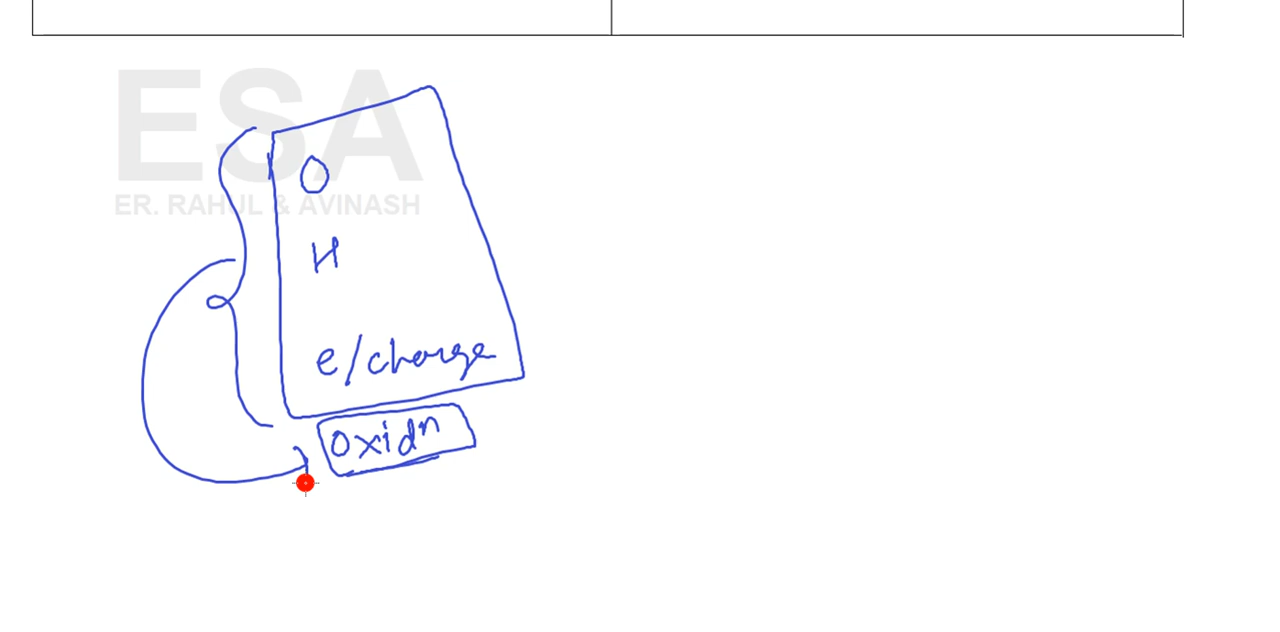 ESA
ER. RAHUL & AVINASH
O
H
e/charge
oxidⁿ